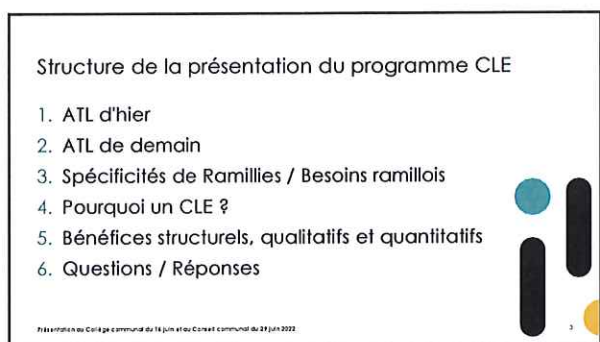 Structure de la présentation du programme CLE
1. ATL d'hier
2. ATL de demain
3. Spécificités de Ramillies / Besoins ramillois
4. Pourquoi un CLE ?
5. Bénéfices structurels, qualitatifs et quantitatifs
6. Questions / Réponses
Présentation au Collège communal du 16 juin et au Conseil communal du 29 juin 2022
3